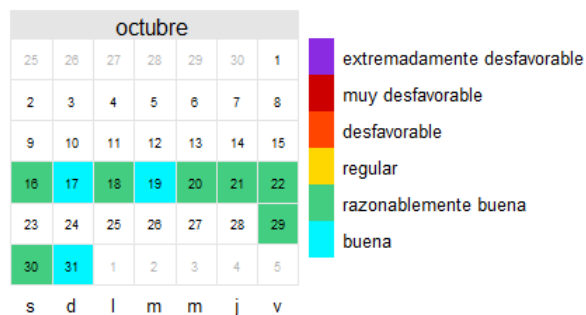 octubre
25 26 27 28 29 30 1
2 3 4 5 6 7 8
9 10 11 12 13 14 15
16 17 18 19 20 21 22
23 24 25 26 27 28 29
30 31 1 2 3 4 5
s d l m m j v
extremadamente desfavorable
muy desfavorable
desfavorable
regular
razonablemente buena
buena